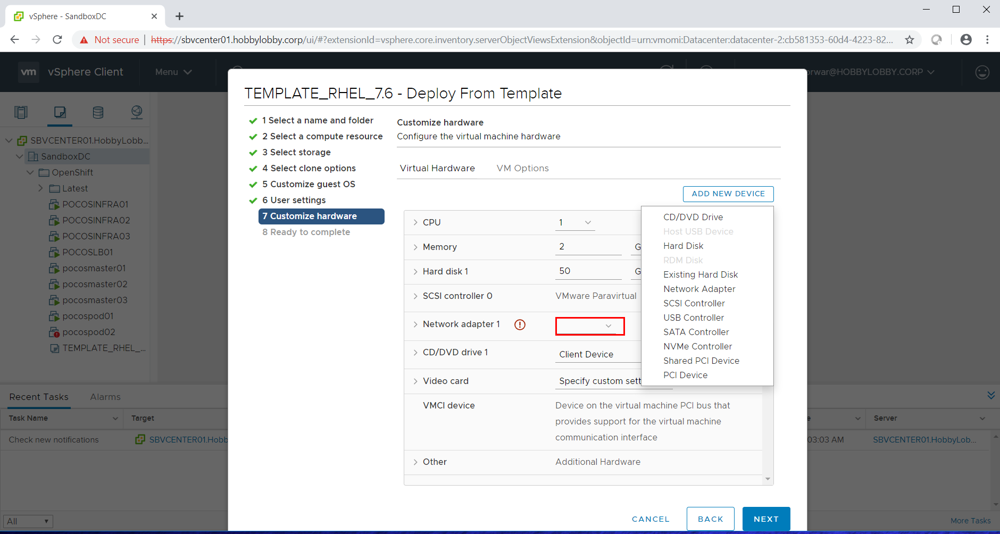 vSphere - SandboxDC
Not secure | https://sbvcenter01.hobbylobby.corp/ui/#?extensionId=vsphere.core.inventory.serverObjectViewsExtension&objectId=urn:vmomi:Datacenter:datacenter-2:cb581353-60d4-4223-82...
vm vSphere Client Menu
orwar@HOBBYLOBBY.CORP
SBVCENTER01.HobbyLobb...
SandboxDC
OpenShift
Latest
POCOSINFRA01
POCOSINFRA02
POCOSINFRA03
POCOSLB01
pocosmaster01
pocosmaster02
pocosmaster03
pocospod01
pocospod02
TEMPLATE_RHEL_...
TEMPLATE_RHEL_7.6 - Deploy From Template
1 Select a name and folder
2 Select a compute resource
3 Select storage
4 Select clone options
5 Customize guest OS
6 User settings
7 Customize hardware
8 Ready to complete
Customize hardware
Configure the virtual machine hardware
Virtual Hardware VM Options
ADD NEW DEVICE
CPU 1
Memory 2 G
Hard disk 1 50 G
SCSI controller 0 VMware Paravirtual
Network adapter 1
CD/DVD drive 1 Client Device
Video card Specify custom sett
VMCI device Device on the virtual machine PCI bus that
provides support for the virtual machine
communication interface
Other Additional Hardware
CD/DVD Drive
Host USB Device
Hard Disk
RDM Disk
Existing Hard Disk
Network Adapter
SCSI Controller
USB Controller
SATA Controller
NVMe Controller
Shared PCI Device
PCI Device
CANCEL BACK NEXT
Recent Tasks Alarms
Task Name Target e Server
Check new notifications SBVCENTER01.Hobb 03:03 AM SBVCENTER01.HobbyLob...
All
More Tasks